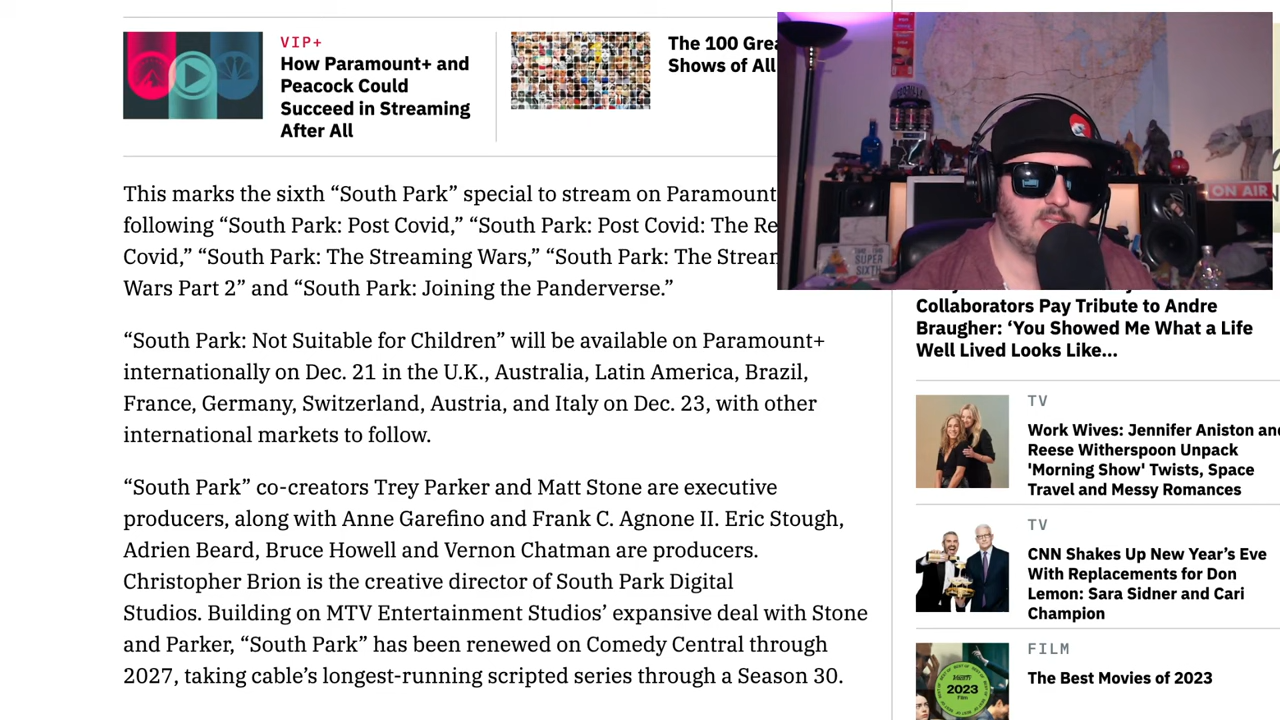 VIP+
How Paramount+ and
Peacock Could
Succeed in Streaming
After All
The 100 Grea
Shows of All
This marks the sixth “South Park” special to stream on Paramount
following “South Park: Post Covid,” “South Park: Post Covid: The Re
Covid,” “South Park: The Streaming Wars,” “South Park: The Stream
Wars Part 2” and “South Park: Joining the Panderverse.”
“South Park: Not Suitable for Children” will be available on Paramount+
internationally on Dec. 21 in the U.K., Australia, Latin America, Brazil,
France, Germany, Switzerland, Austria, and Italy on Dec. 23, with other
international markets to follow.
“South Park” co-creators Trey Parker and Matt Stone are executive
producers, along with Anne Garefino and Frank C. Agnone II. Eric Stough,
Adrien Beard, Bruce Howell and Vernon Chatman are producers.
Christopher Brion is the creative director of South Park Digital
Studios. Building on MTV Entertainment Studios’ expansive deal with Stone
and Parker, “South Park” has been renewed on Comedy Central through
2027, taking cable’s longest-running scripted series through a Season 30.
ON AIR
SUPER
SIXTH
Collaborators Pay Tribute to Andre
Braugher: ‘You Showed Me What a Life
Well Lived Looks Like...
TV
Work Wives: Jennifer Aniston and
Reese Witherspoon Unpack
'Morning Show' Twists, Space
Travel and Messy Romances
TV
CNN Shakes Up New Year’s Eve
With Replacements for Don
Lemon: Sara Sidner and Cari
Champion
FILM
The Best Movies of 2023
VARIETY
2023
Film